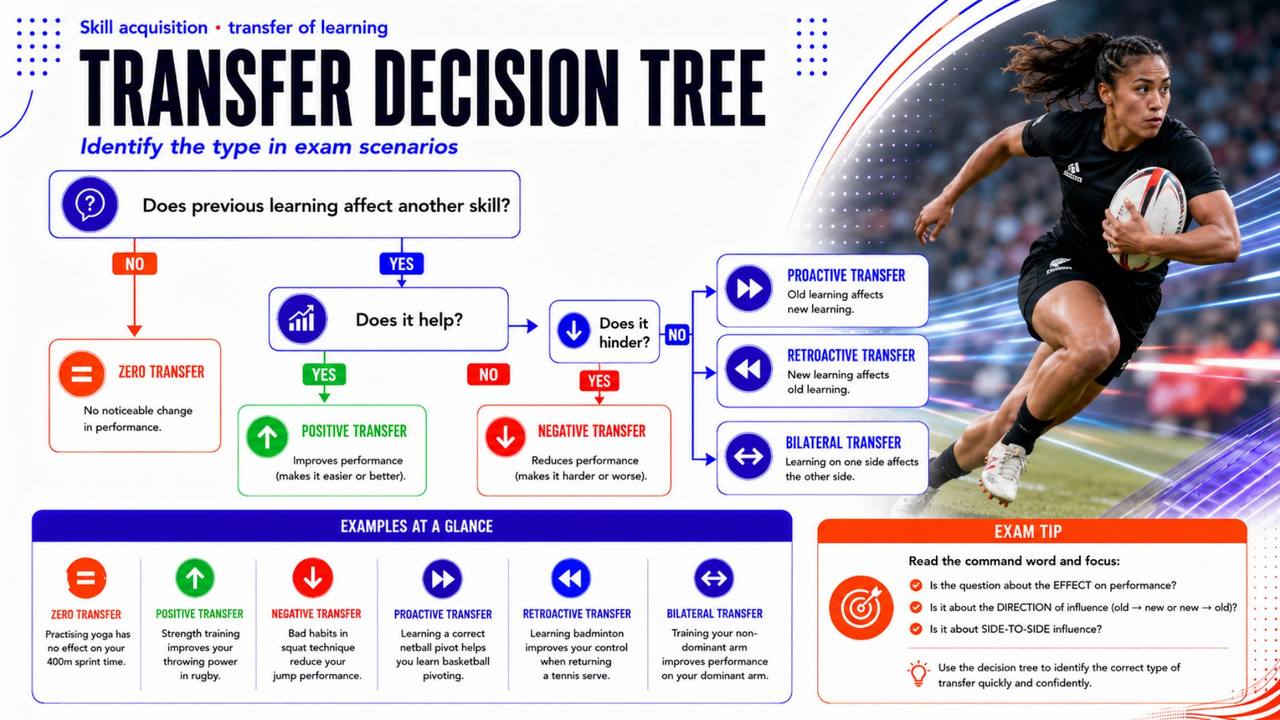 Skill acquisition • transfer of learning
TRANSFER DECISION TREE
Identify the type in exam scenarios
Does previous learning affect another skill?
NO
YES
Does it help?
Does it
hinder?
NO
ZERO TRANSFER
No noticeable change
in performance.
YES
POSITIVE TRANSFER
Improves performance
(makes it easier or better).
NO
YES
NEGATIVE TRANSFER
Reduces performance
(makes it harder or worse).
PROACTIVE TRANSFER
Old learning affects
new learning.
RETROACTIVE TRANSFER
New learning affects
old learning.
BILATERAL TRANSFER
Learning on one side affects
the other side.
EXAMPLES AT A GLANCE
ZERO TRANSFER
Practising yoga has
no effect on your
400m sprint time.
POSITIVE TRANSFER
Strength training
improves your
throwing power
in rugby.
NEGATIVE TRANSFER
Bad habits in
squat technique
reduce your
jump performance.
PROACTIVE TRANSFER
Learning a correct
netball pivot helps
you learn basketball
pivoting.
RETROACTIVE TRANSFER
Learning badminton
improves your control
when returning
a tennis serve.
BILATERAL TRANSFER
Training your non-
dominant arm
improves performance
on your dominant arm.
EXAM TIP
Read the command word and focus:
Is the question about the EFFECT on performance?
Is it about the DIRECTION of influence (old → new or new → old)?
Is it about SIDE-TO-SIDE influence?
Use the decision tree to identify the correct type of
transfer quickly and confidently.